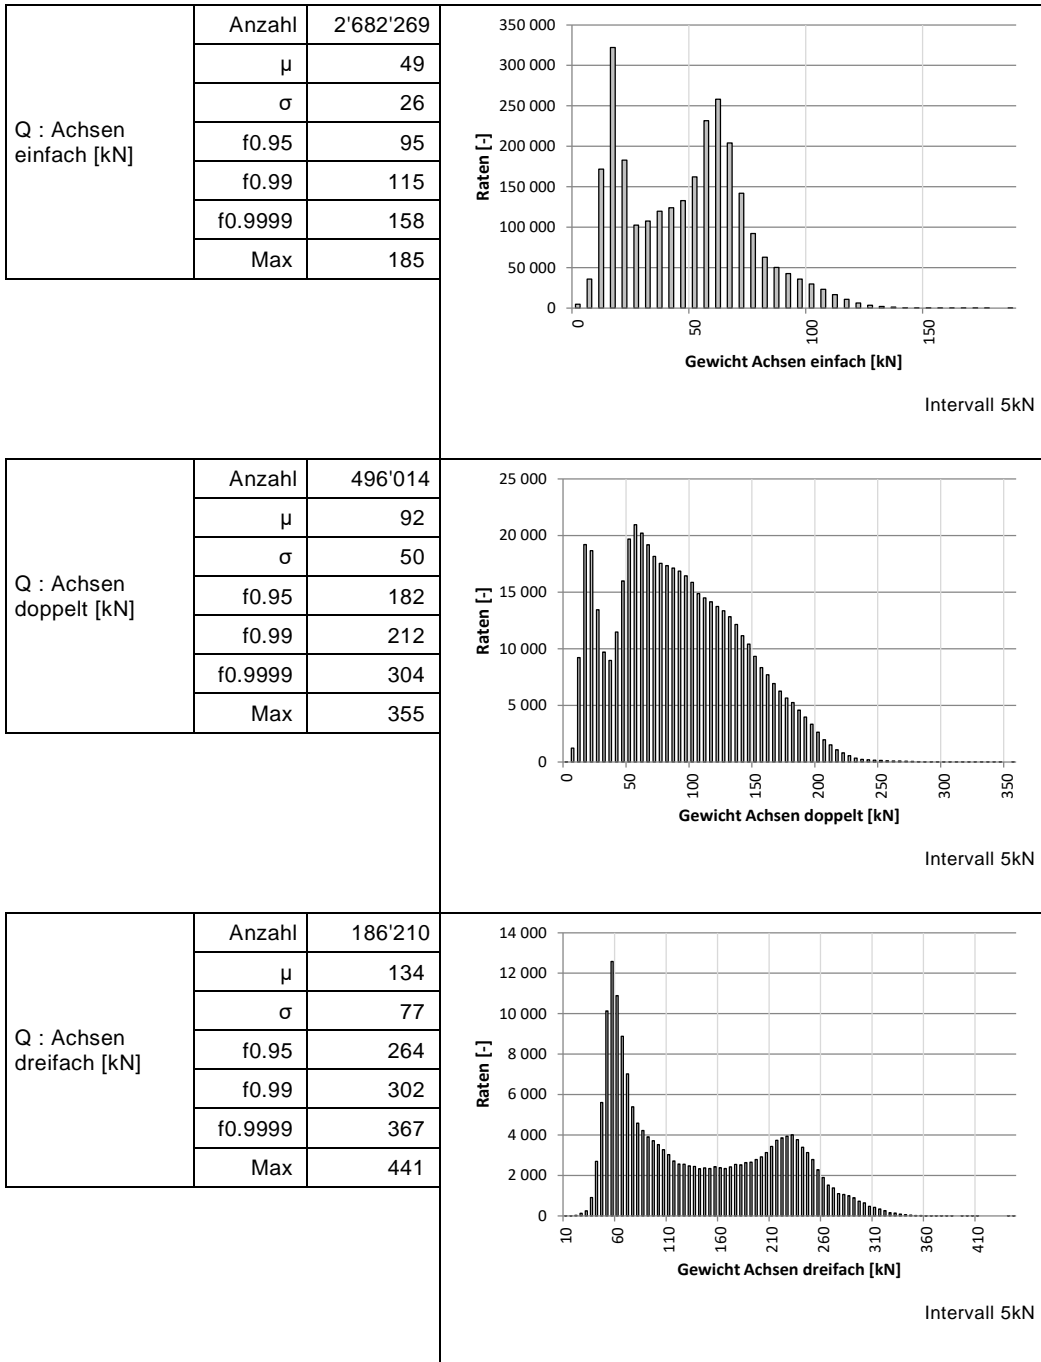 Q : Achsen
einfach [kN]
Anzahl 2'682'269
µ 49
σ 26
f0.95 95
f0.99 115
f0.9999 158
Max 185
350 000
300 000
250 000
200 000
150 000
100 000
50 000
0
Raten [-]
0 50 100 150
Gewicht Achsen einfach [kN]
Intervall 5kN
Q : Achsen
doppelt [kN]
Anzahl 496'014
µ 92
σ 50
f0.95 182
f0.99 212
f0.9999 304
Max 355
25 000
20 000
15 000
10 000
5 000
0
Raten [-]
0 50 100 150 200 250 300 350
Gewicht Achsen doppelt [kN]
Intervall 5kN
Q : Achsen
dreifach [kN]
Anzahl 186'210
µ 134
σ 77
f0.95 264
f0.99 302
f0.9999 367
Max 441
14 000
12 000
10 000
8 000
6 000
4 000
2 000
0
Raten [-]
10 60 110 160 210 260 310 360 410
Gewicht Achsen dreifach [kN]
Intervall 5kN